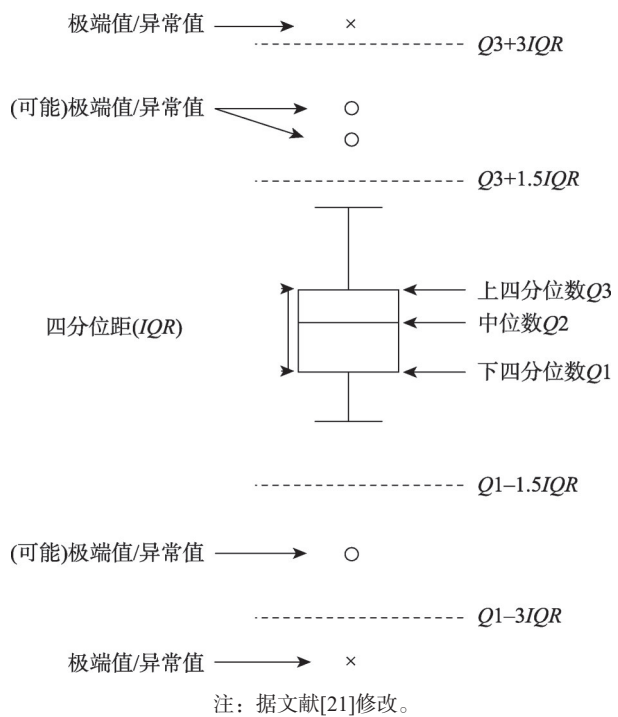 极端值/异常值
Q3+3IQR
(可能)极端值/异常值
Q3+1.5IQR
上四分位数Q3
四分位距(IQR)
中位数Q2
下四分位数Q1
Q1–1.5IQR
(可能)极端值/异常值
Q1–3IQR
极端值/异常值
注：据文献[21]修改。